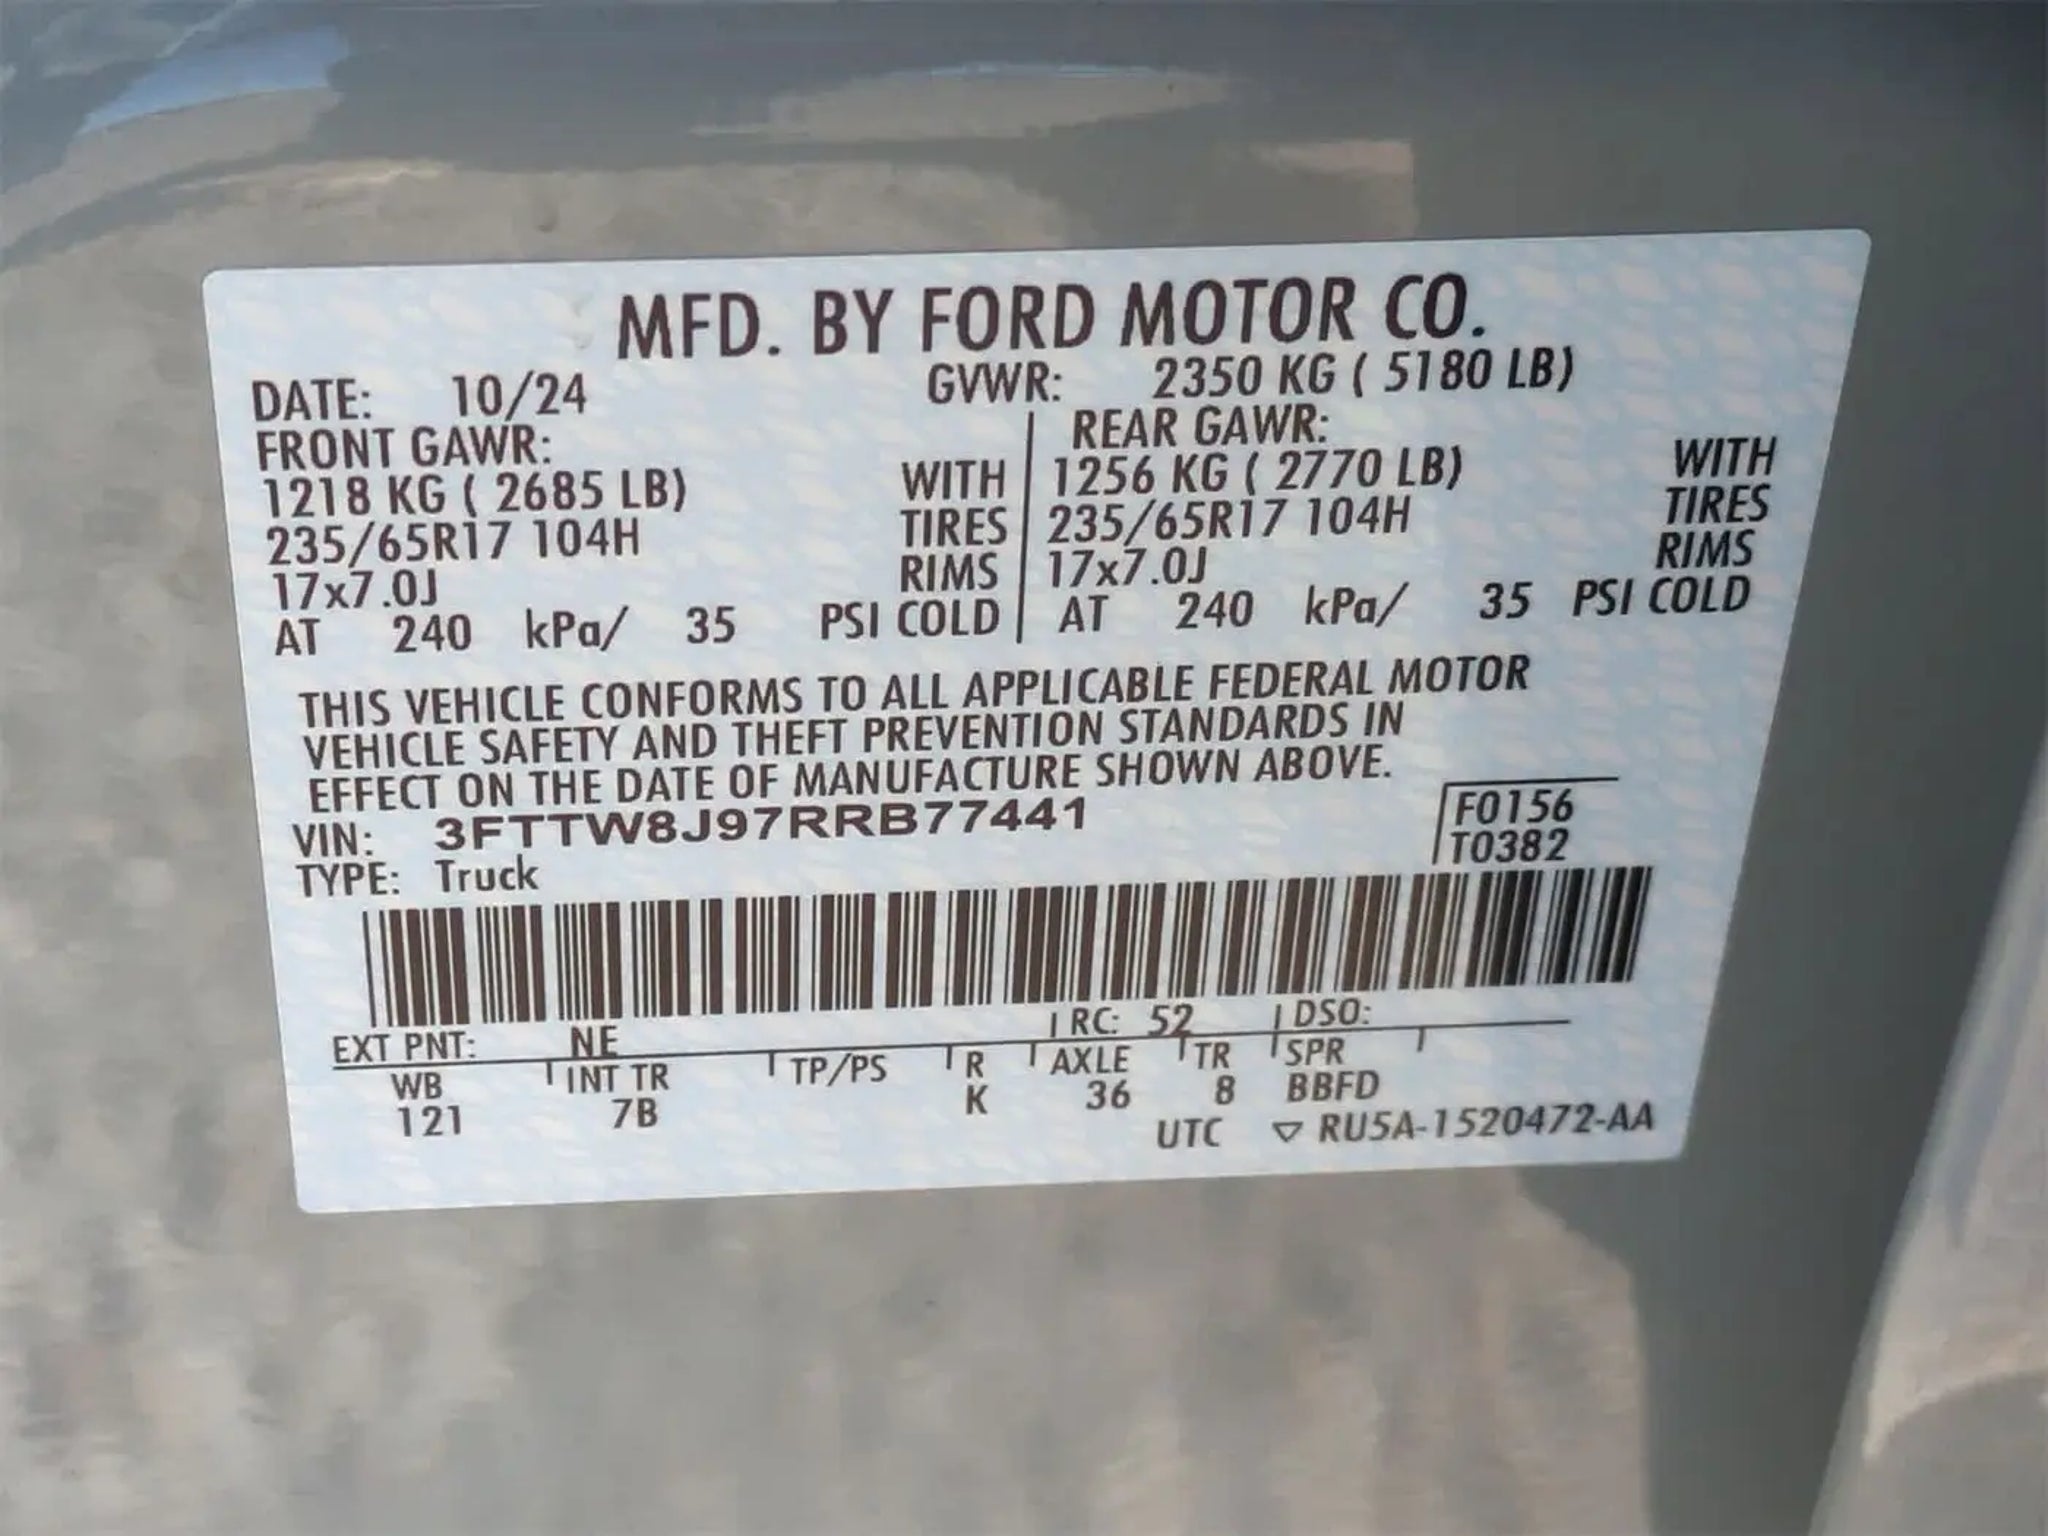 MFD. BY FORD MOTOR CO.
DATE: 10/24 GVWR: 2350 KG ( 5180 LB)
FRONT GAWR: REAR GAWR:
1218 KG ( 2685 LB) WITH 1256 KG ( 2770 LB) WITH
235/65R17 104H TIRES 235/65R17 104H TIRES
17x7.0J RIMS 17x7.0J RIMS
AT 240 kPa/ 35 PSI COLD AT 240 kPa/ 35 PSI COLD
THIS VEHICLE CONFORMS TO ALL APPLICABLE FEDERAL MOTOR
VEHICLE SAFETY AND THEFT PREVENTION STANDARDS IN
EFFECT ON THE DATE OF MANUFACTURE SHOWN ABOVE.
VIN: 3FTTW8J97RRB77441 F0156
TYPE: Truck T0382
EXT PNT: NE RC: 52 DSO:
WB INT TR TP/PS R AXLE TR SPR
121 7B K 36 8 BBFD
UTC ▽ RU5A-1520472-AA